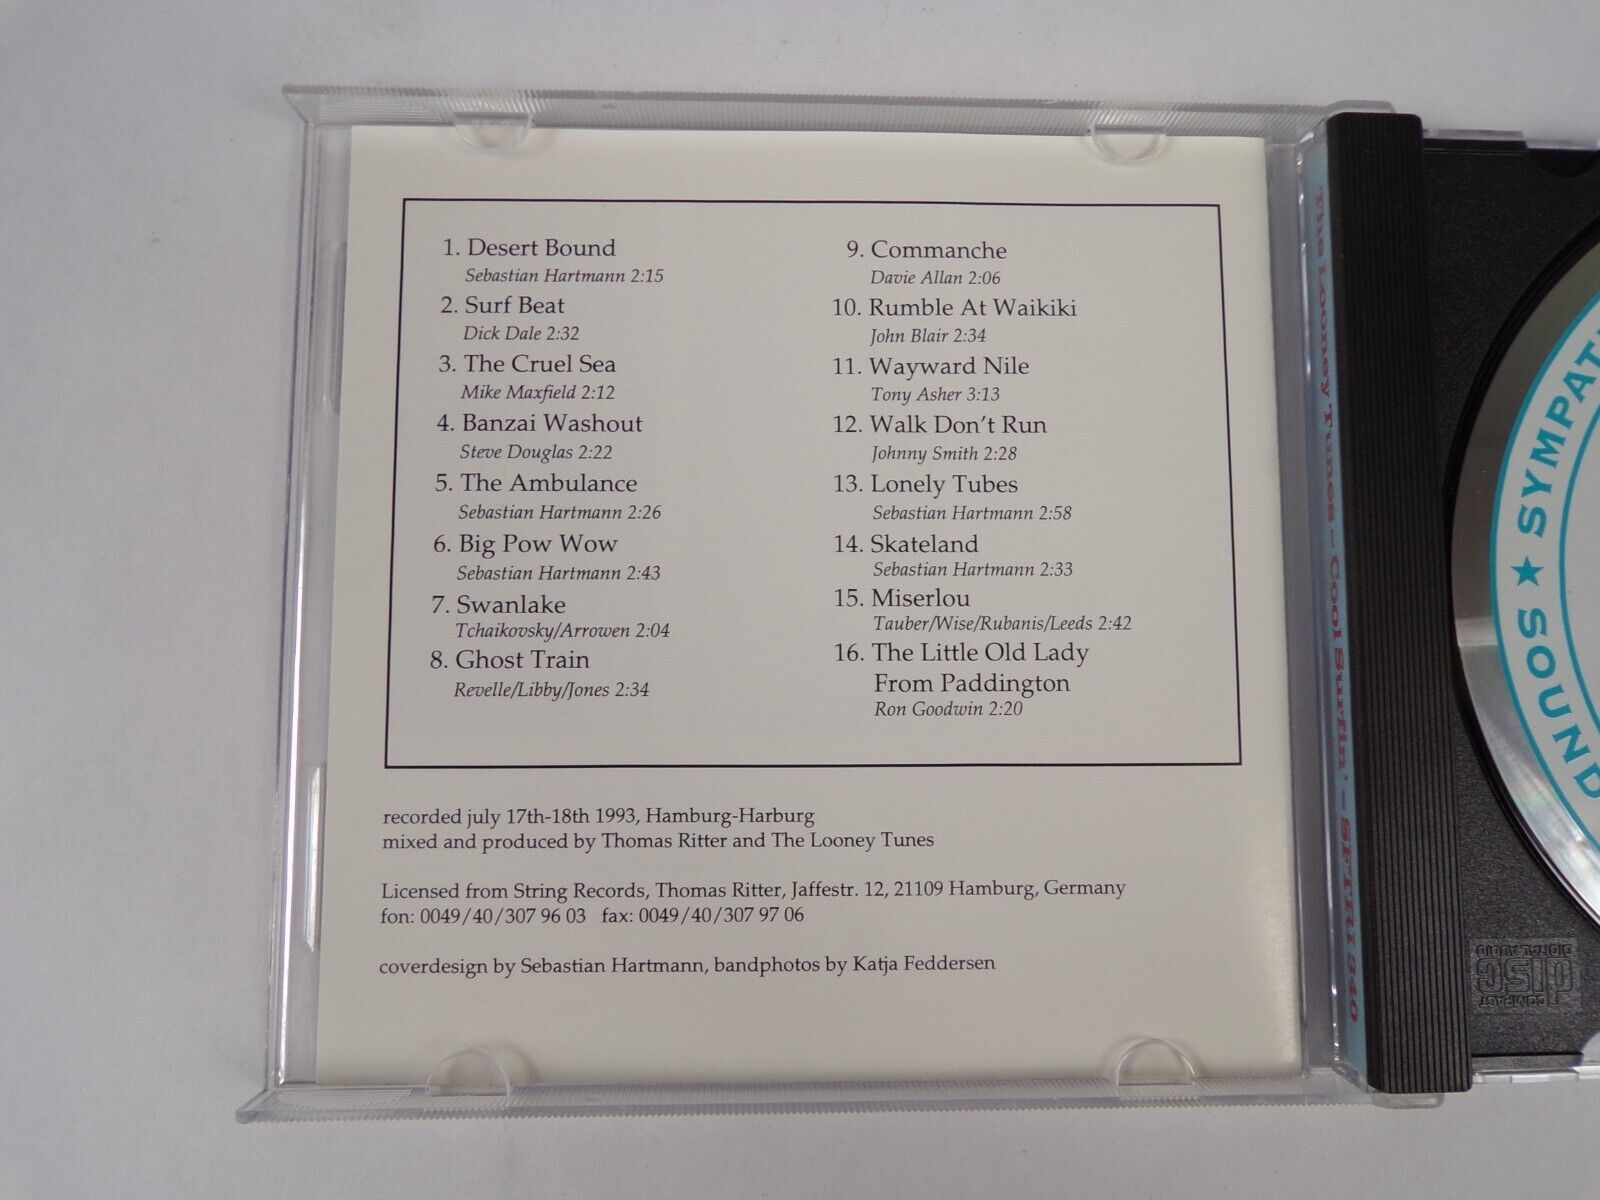 1. Desert Bound
Sebastian Hartmann 2:15
2. Surf Beat
Dick Dale 2:32
3. The Cruel Sea
Mike Maxfield 2:12
4. Banzai Washout
Steve Douglas 2:22
5. The Ambulance
Sebastian Hartmann 2:26
6. Big Pow Wow
Sebastian Hartmann 2:43
7. Swanlake
Tchaikovsky/Arrowen 2:04
8. Ghost Train
Revelle/Libby/Jones 2:34
9. Commanche
Davie Allan 2:06
10. Rumble At Waikiki
John Blair 2:34
11. Wayward Nile
Tony Asher 3:13
12. Walk Don't Run
Johnny Smith 2:28
13. Lonely Tubes
Sebastian Hartmann 2:58
14. Skateland
Sebastian Hartmann 2:33
15. Miserlou
Tauber/Wise/Rubanis/Leeds 2:42
16. The Little Old Lady
From Paddington
Ron Goodwin 2:20
recorded july 17th-18th 1993, Hamburg-Harburg
mixed and produced by Thomas Ritter and The Looney Tunes
Licensed from String Records, Thomas Ritter, Jaffestr. 12, 21109 Hamburg, Germany
fon: 0049/40/307 96 03 fax: 0049/40/307 97 06
coverdesign by Sebastian Hartmann, bandphotos by Katja Feddersen
The Looney Tunes – Cool Surfin' – SFTRI 340
SOUND ★ SYMPAT
COMPACT
disc
DIGITAL AUDIO